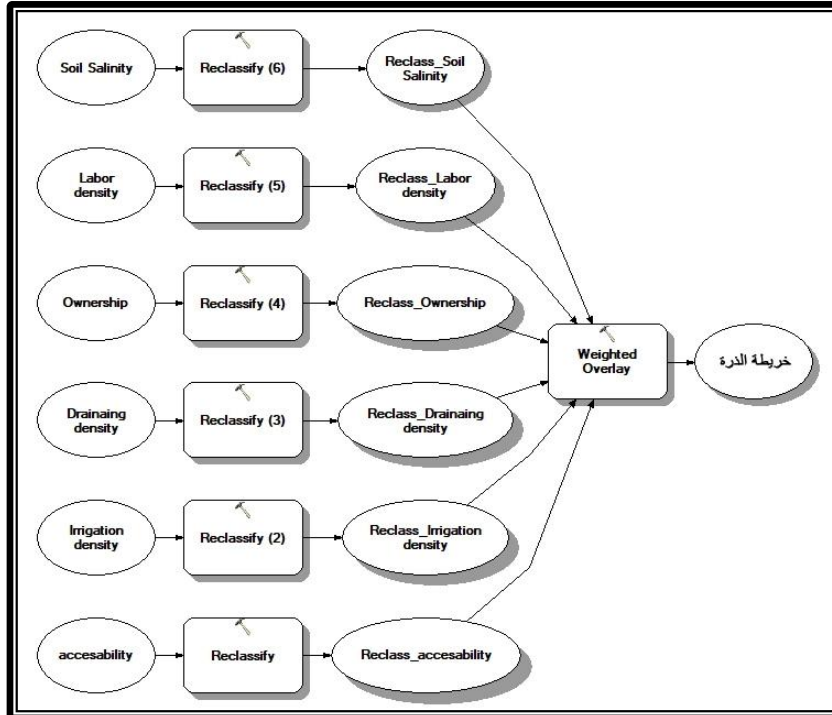 Soil Salinity
Reclassify (6)
Reclass_Soil
Salinity
Labor
density
Reclassify (5)
Reclass_Labor
density
Ownership
Reclassify (4)
Reclass_Ownership
Weighted
Overlay
خريطة الذرة
Drainaing
density
Reclassify (3)
Reclass_Drainaing
density
Irrigation
density
Reclassify (2)
Reclass_Irrigation
density
accesability
Reclassify
Reclass_accesability